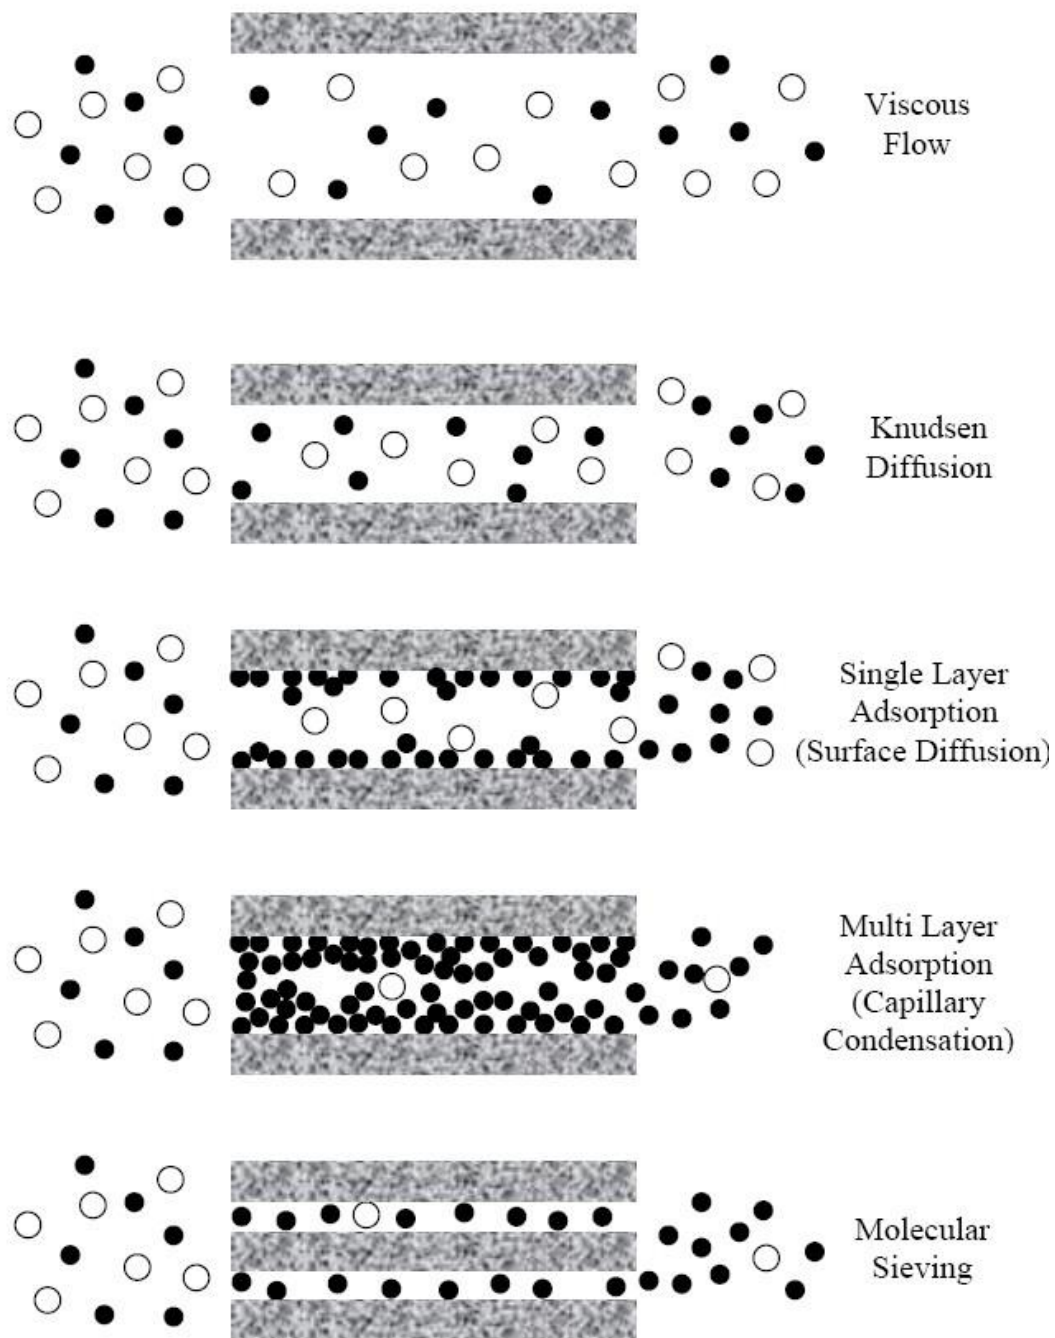 Viscous
Flow
Knudsen
Diffusion
Single Layer
Adsorption
(Surface Diffusion)
Multi Layer
Adsorption
(Capillary
Condensation)
Molecular
Sieving